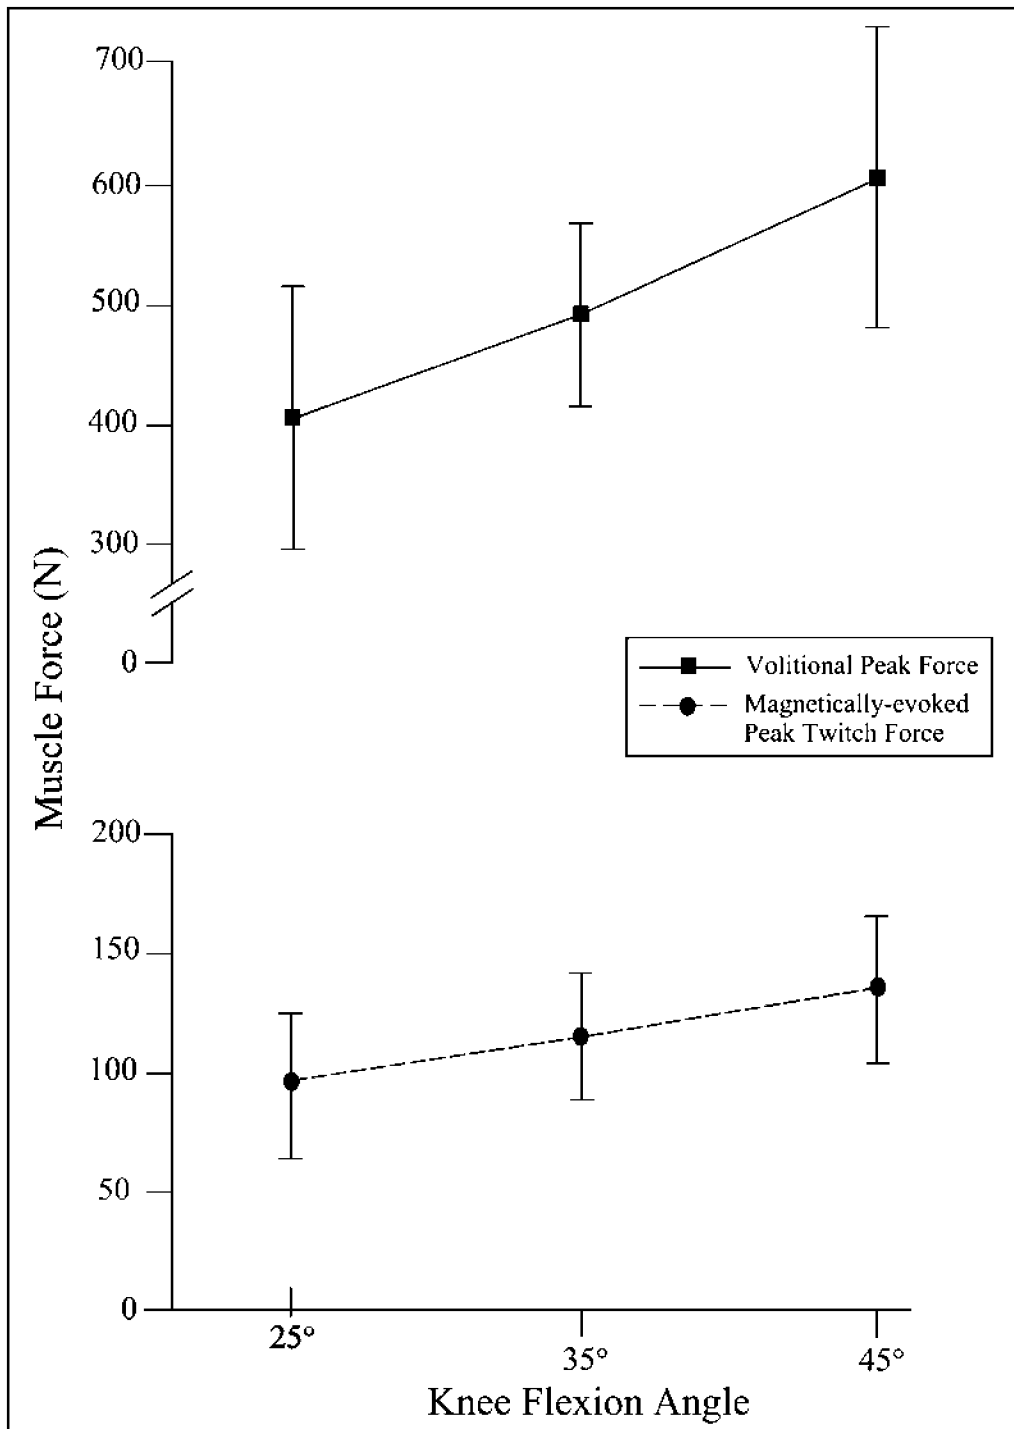 700
600
500
400
300
0
Muscle Force (N)
Volitional Peak Force
Magnetically-evoked
Peak Twitch Force
200
150
100
50
0
25°
35°
45°
Knee Flexion Angle